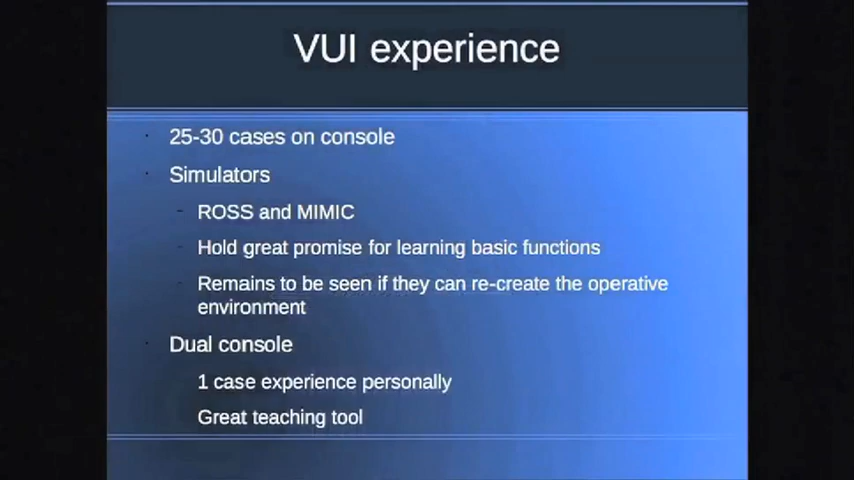 VUI experience
25-30 cases on console
Simulators
ROSS and MIMIC
Hold great promise for learning basic functions
Remains to be seen if they can re-create the operative
environment
Dual console
1 case experience personally
Great teaching tool